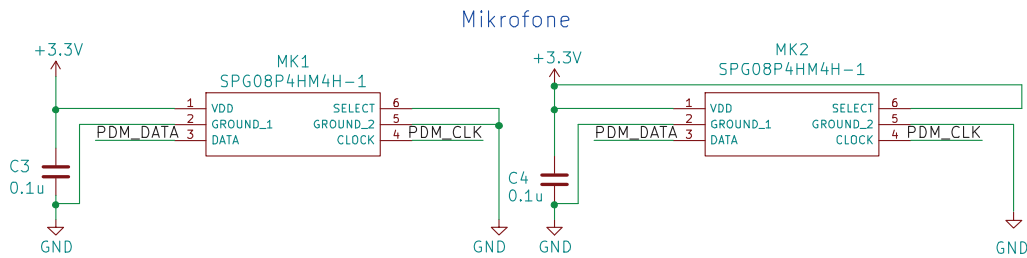 Mikrofone
+3.3V
MK1
SPG08P4HM4H-1
1 VDD SELECT 6
2 GROUND_1 GROUND_2 5
PDM_DATA 3 DATA CLOCK 4 PDM_CLK
C3
0.1u
GND
GND
+3.3V
MK2
SPG08P4HM4H-1
1 VDD SELECT 6
2 GROUND_1 GROUND_2 5
PDM_DATA 3 DATA CLOCK 4 PDM_CLK
C4
0.1u
GND
GND